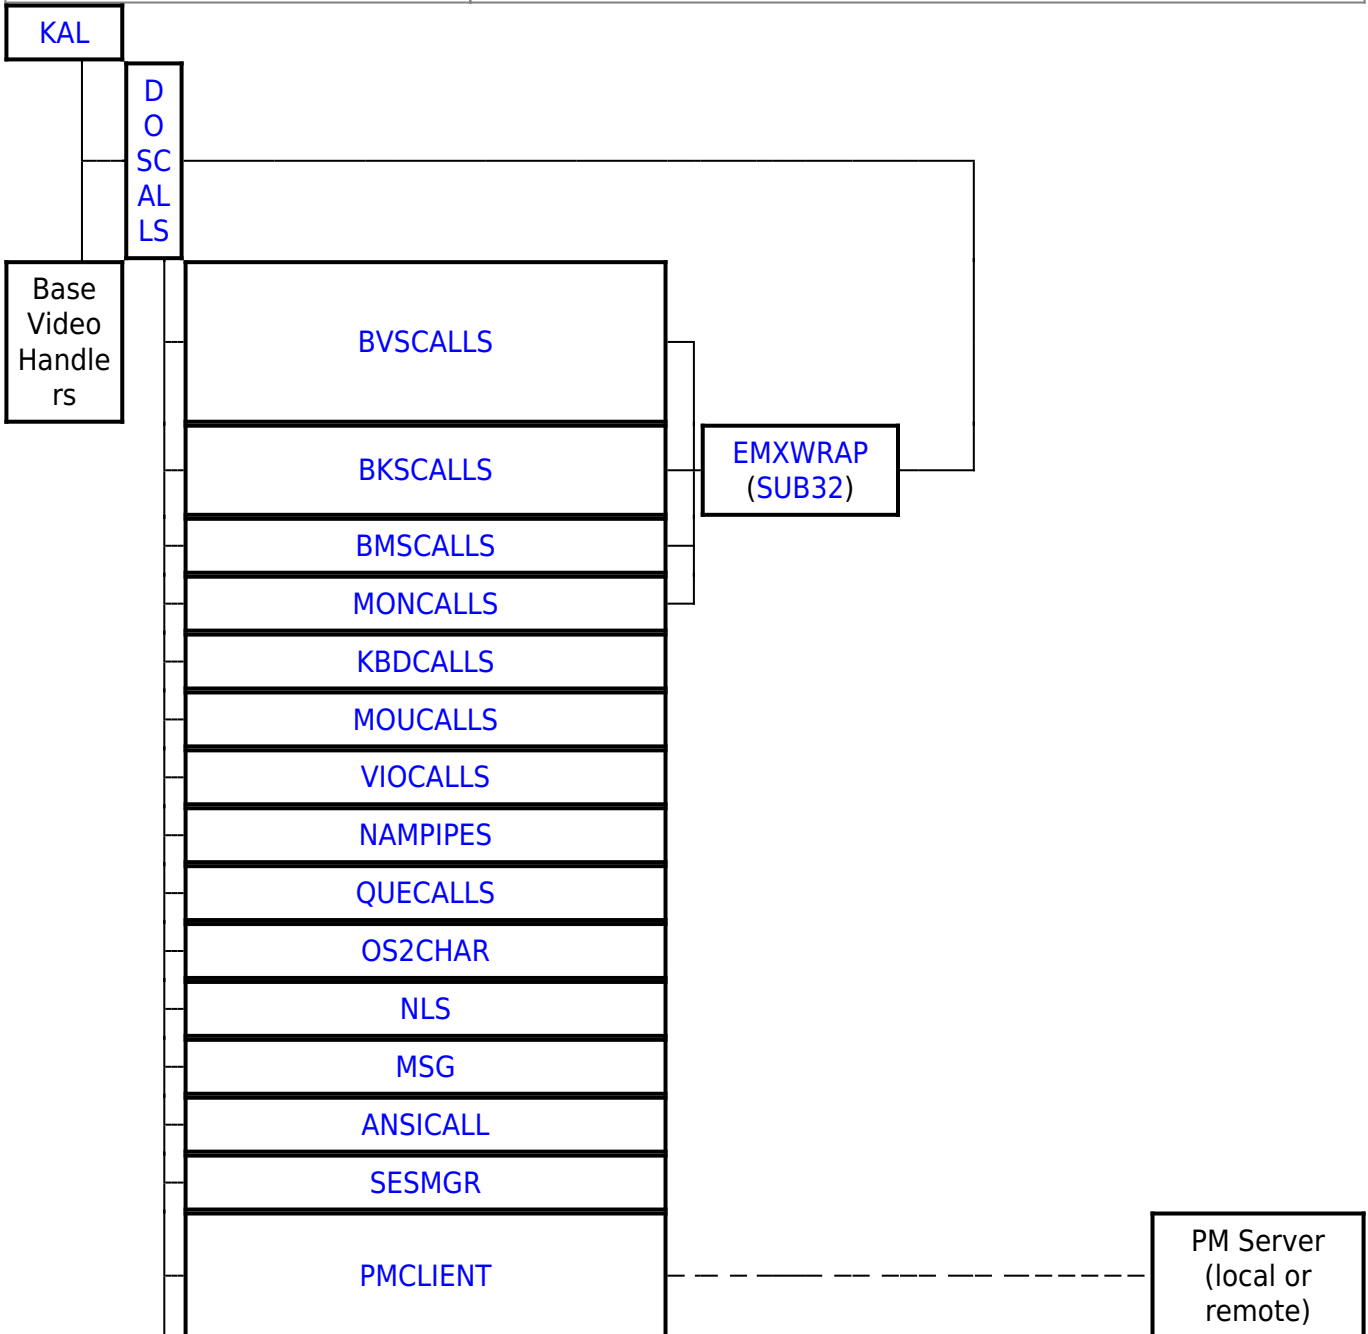 KAL
D
O
SC
AL
LS
Base
Video
Handle
rs
BVSCALLS
BKSCALLS
EMXWRAP
(SUB32)
BMSCALLS
MONCALLS
KBDCALLS
MOUCALLS
VIOCALLS
NAMPIPES
QUECALLS
OS2CHAR
NLS
MSG
ANSICALL
SESMGR
PMCLIENT
PM Server
(local or
remote)